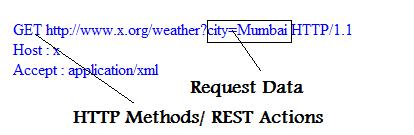 GET http://www.x.org/weather?city=Mumbai HTTP/1.1
Host : x
Accept : application/xml
Request Data
HTTP Methods/ REST Actions